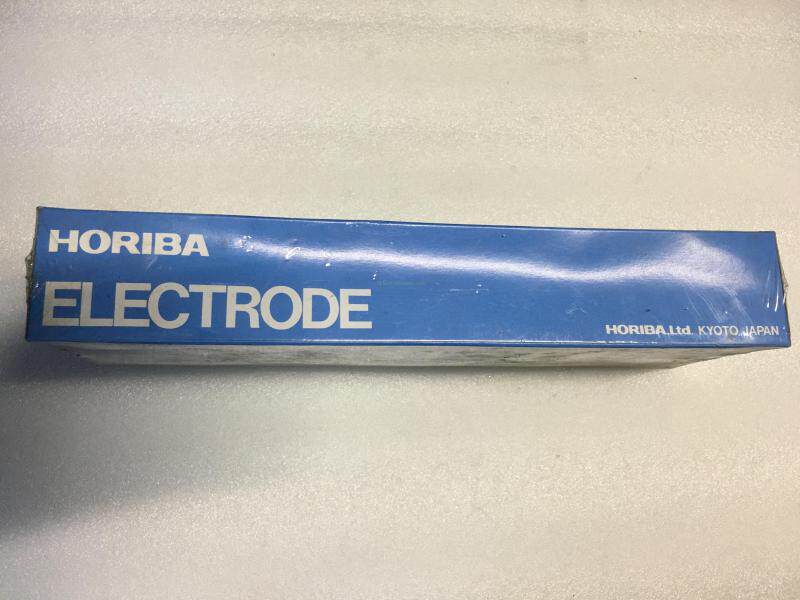 HORIBA
ELECTRODE
HORIBA,Ltd. KYOTO, JAPAN